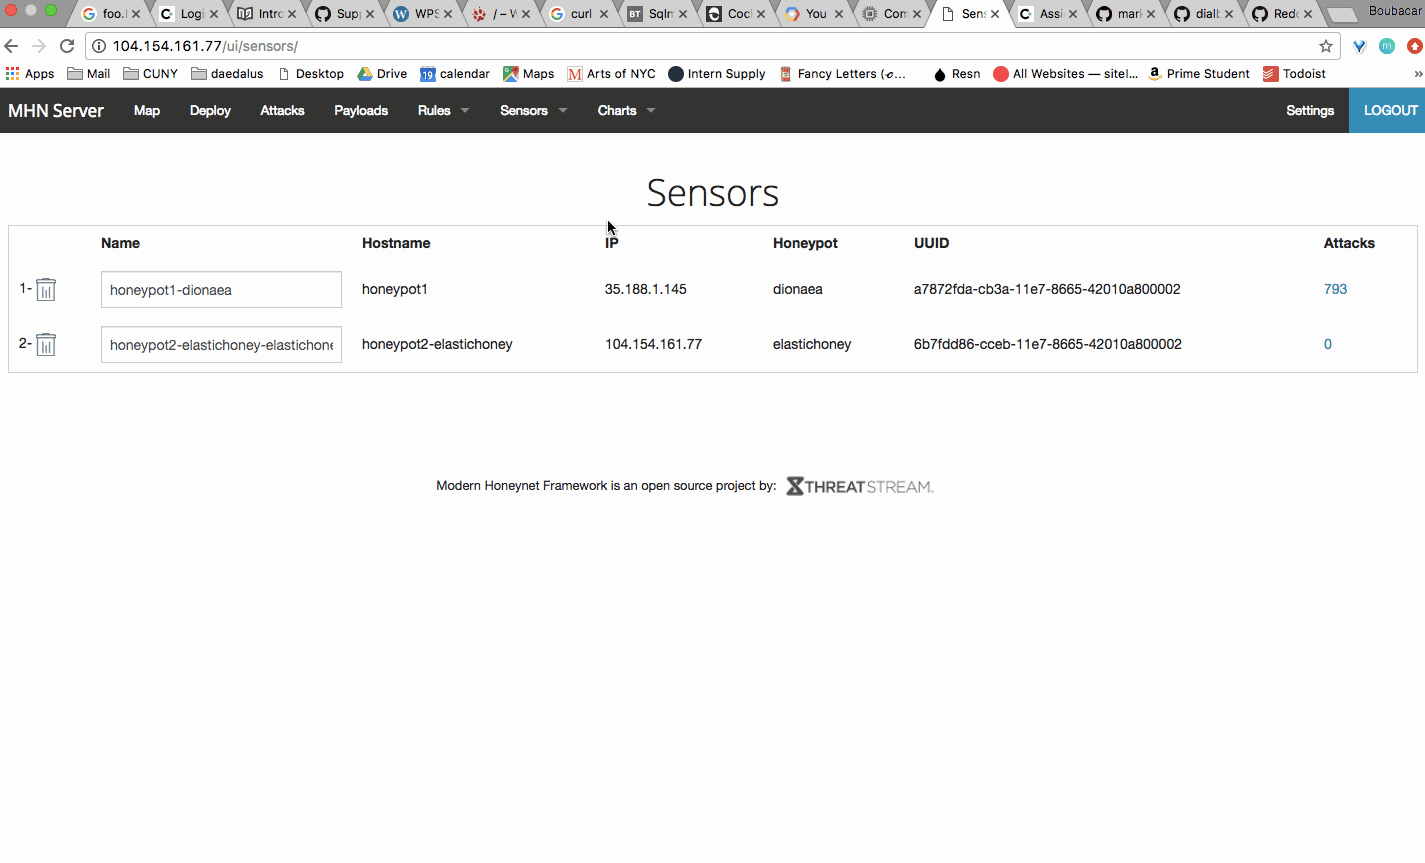 foo. Logi Intro Sup WPS / – V curl Sqlm Coc You Com Sens Assi mar diall Redo Boubacar
104.154.161.77/ui/sensors/
Apps Mail CUNY daedalus Desktop Drive 19 calendar Maps M Arts of NYC Intern Supply Fancy Letters (𝓮… Resn All Websites — sitel… Prime Student Todoist »
MHN Server Map Deploy Attacks Payloads Rules Sensors Charts Settings LOGOUT
Sensors
Name Hostname IP Honeypot UUID Attacks
1- honeypot1-dionaea honeypot1 35.188.1.145 dionaea a7872fda-cb3a-11e7-8665-42010a800002 793
2- honeypot2-elastichoney-elastichone honeypot2-elastichoney 104.154.161.77 elastichoney 6b7fdd86-cceb-11e7-8665-42010a800002 0
Modern Honeynet Framework is an open source project by: THREATSTREAM